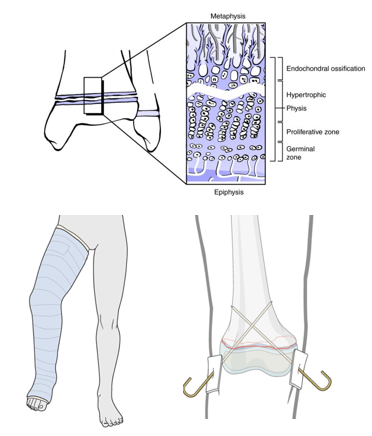 Metaphysis
Endochondral ossification
Hypertrophic
Physis
Proliferative zone
Germinal
zone
Epiphysis